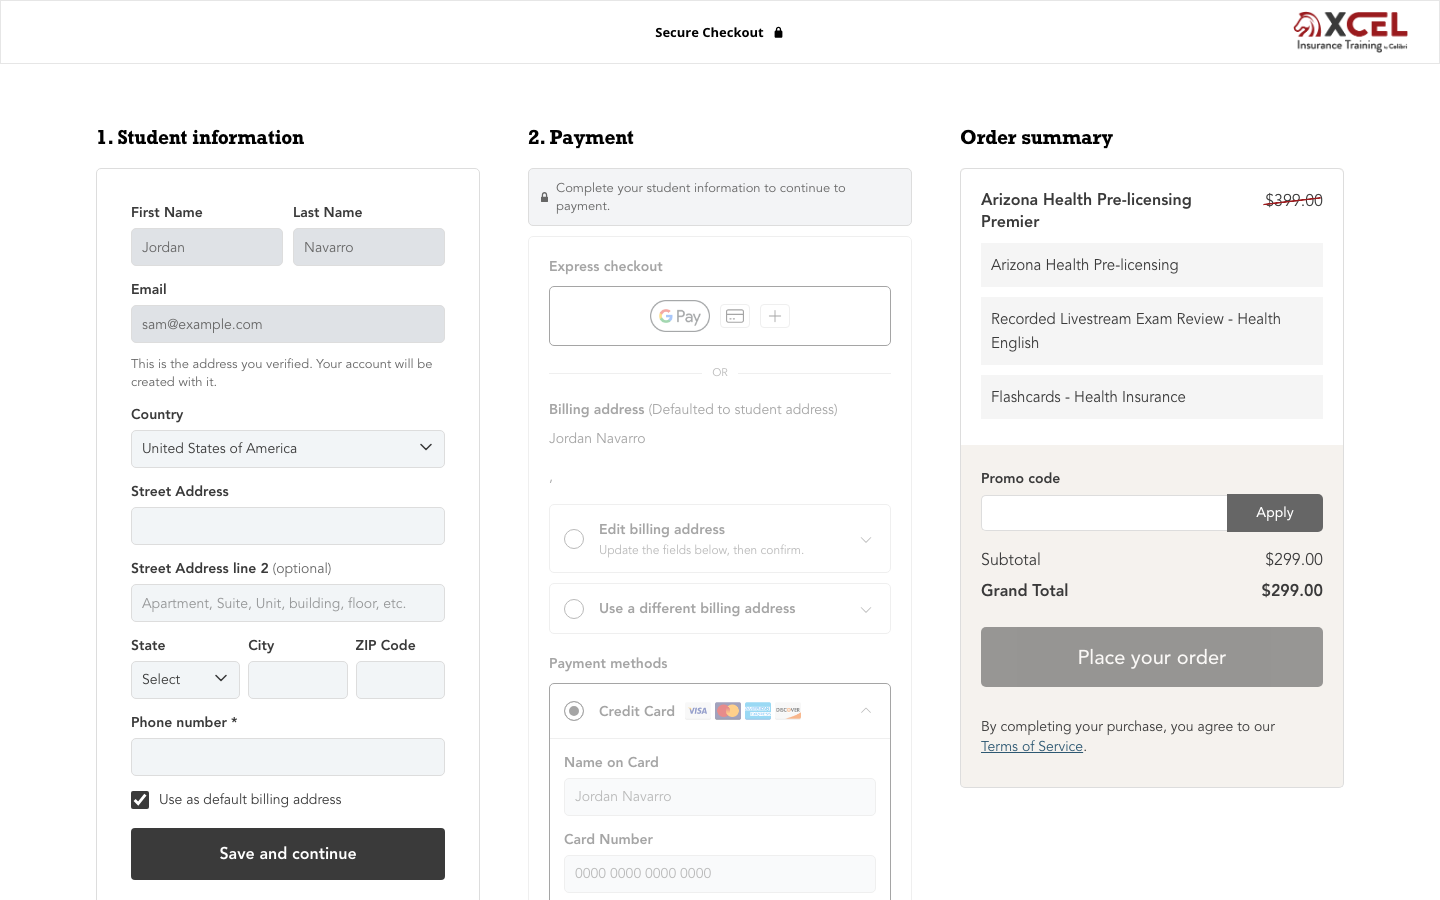 Secure Checkout
XCEL
Insurance Training by Colibri
1. Student information
First Name
Last Name
Jordan
Navarro
Email
sam@example.com
This is the address you verified. Your account will be
created with it.
Country
United States of America
Street Address
Street Address line 2 (optional)
Apartment, Suite, Unit, building, floor, etc.
State
City
ZIP Code
Select
Phone number *
Use as default billing address
Save and continue
2. Payment
Complete your student information to continue to
payment.
Express checkout
G Pay
OR
Billing address (Defaulted to student address)
Jordan Navarro
,
Edit billing address
Update the fields below, then confirm.
Use a different billing address
Payment methods
Credit Card
VISA
DISCOVER
Name on Card
Jordan Navarro
Card Number
0000 0000 0000 0000
Order summary
Arizona Health Pre-licensing
Premier
$399.00
Arizona Health Pre-licensing
Recorded Livestream Exam Review - Health
English
Flashcards - Health Insurance
Promo code
Apply
Subtotal
$299.00
Grand Total
$299.00
Place your order
By completing your purchase, you agree to our
Terms of Service.